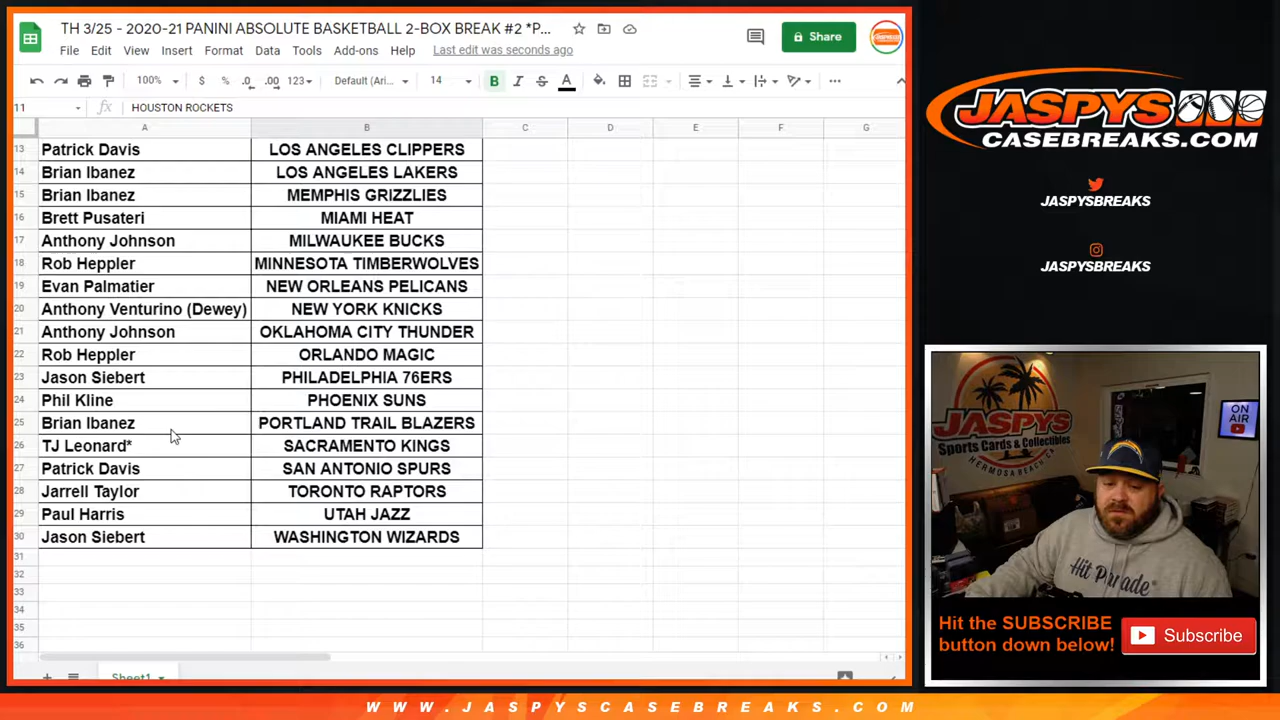 TH 3/25 - 2020-21 PANINI ABSOLUTE BASKETBALL 2-BOX BREAK #2 *P...
File Edit View Insert Format Data Tools Add-ons Help Last edit was seconds ago
Share
100% $ % .0 .00 123 Default (Ari... 14 B I S A
11 fx HOUSTON ROCKETS
A B C D E F G
13 Patrick Davis LOS ANGELES CLIPPERS
14 Brian Ibanez LOS ANGELES LAKERS
15 Brian Ibanez MEMPHIS GRIZZLIES
16 Brett Pusateri MIAMI HEAT
17 Anthony Johnson MILWAUKEE BUCKS
18 Rob Heppler MINNESOTA TIMBERWOLVES
19 Evan Palmatier NEW ORLEANS PELICANS
20 Anthony Venturino (Dewey) NEW YORK KNICKS
21 Anthony Johnson OKLAHOMA CITY THUNDER
22 Rob Heppler ORLANDO MAGIC
23 Jason Siebert PHILADELPHIA 76ERS
24 Phil Kline PHOENIX SUNS
25 Brian Ibanez PORTLAND TRAIL BLAZERS
26 TJ Leonard* SACRAMENTO KINGS
27 Patrick Davis SAN ANTONIO SPURS
28 Jarrell Taylor TORONTO RAPTORS
29 Paul Harris UTAH JAZZ
30 Jason Siebert WASHINGTON WIZARDS
31
32
33
34
35
36
Sheet1
JASPYS
CASEBREAKS.COM
JASPYSBREAKS
JASPYSBREAKS
JASPYS
Sports Cards & Collectibles
HERMOSA BEACH, CA
ON AIR
Hit Parade
Hit the SUBSCRIBE
button down below!
Subscribe
WWW.JASPYSCASEBREAKS.COM